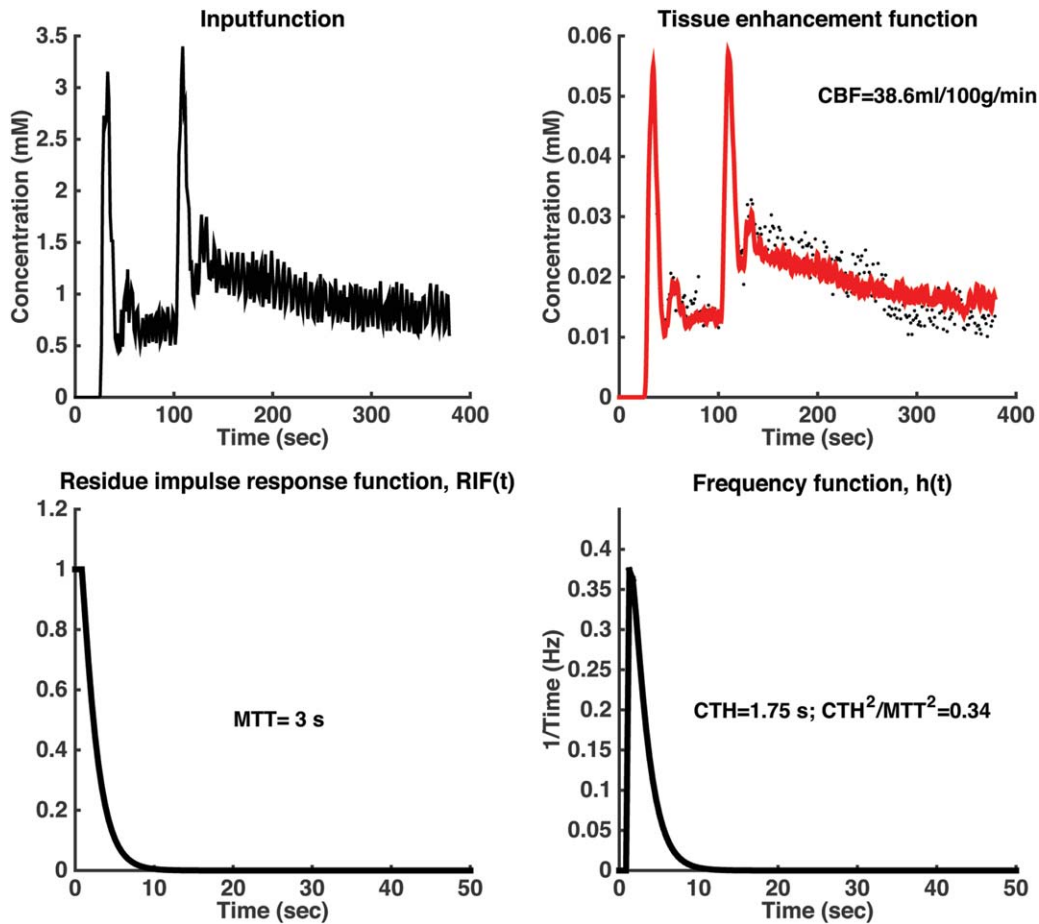 Inputfunction
3.5
3
2.5
2
1.5
1
0.5
0
Concentration (mM)
0 100 200 300 400
Time (sec)
Tissue enhancement function
CBF=38.6ml/100g/min
0.06
0.05
0.04
0.03
0.02
0.01
0
Concentration (mM)
0 100 200 300 400
Time (sec)
Residue impulse response function, RIF(t)
1.2
1
0.8
0.6
0.4
0.2
0
MTT= 3 s
0 10 20 30 40 50
Time (sec)
Frequency function, h(t)
0.4
0.35
0.3
0.25
0.2
0.15
0.1
0.05
0
1/Time (Hz)
CTH=1.75 s; CTH²/MTT²=0.34
0 10 20 30 40 50
Time (sec)